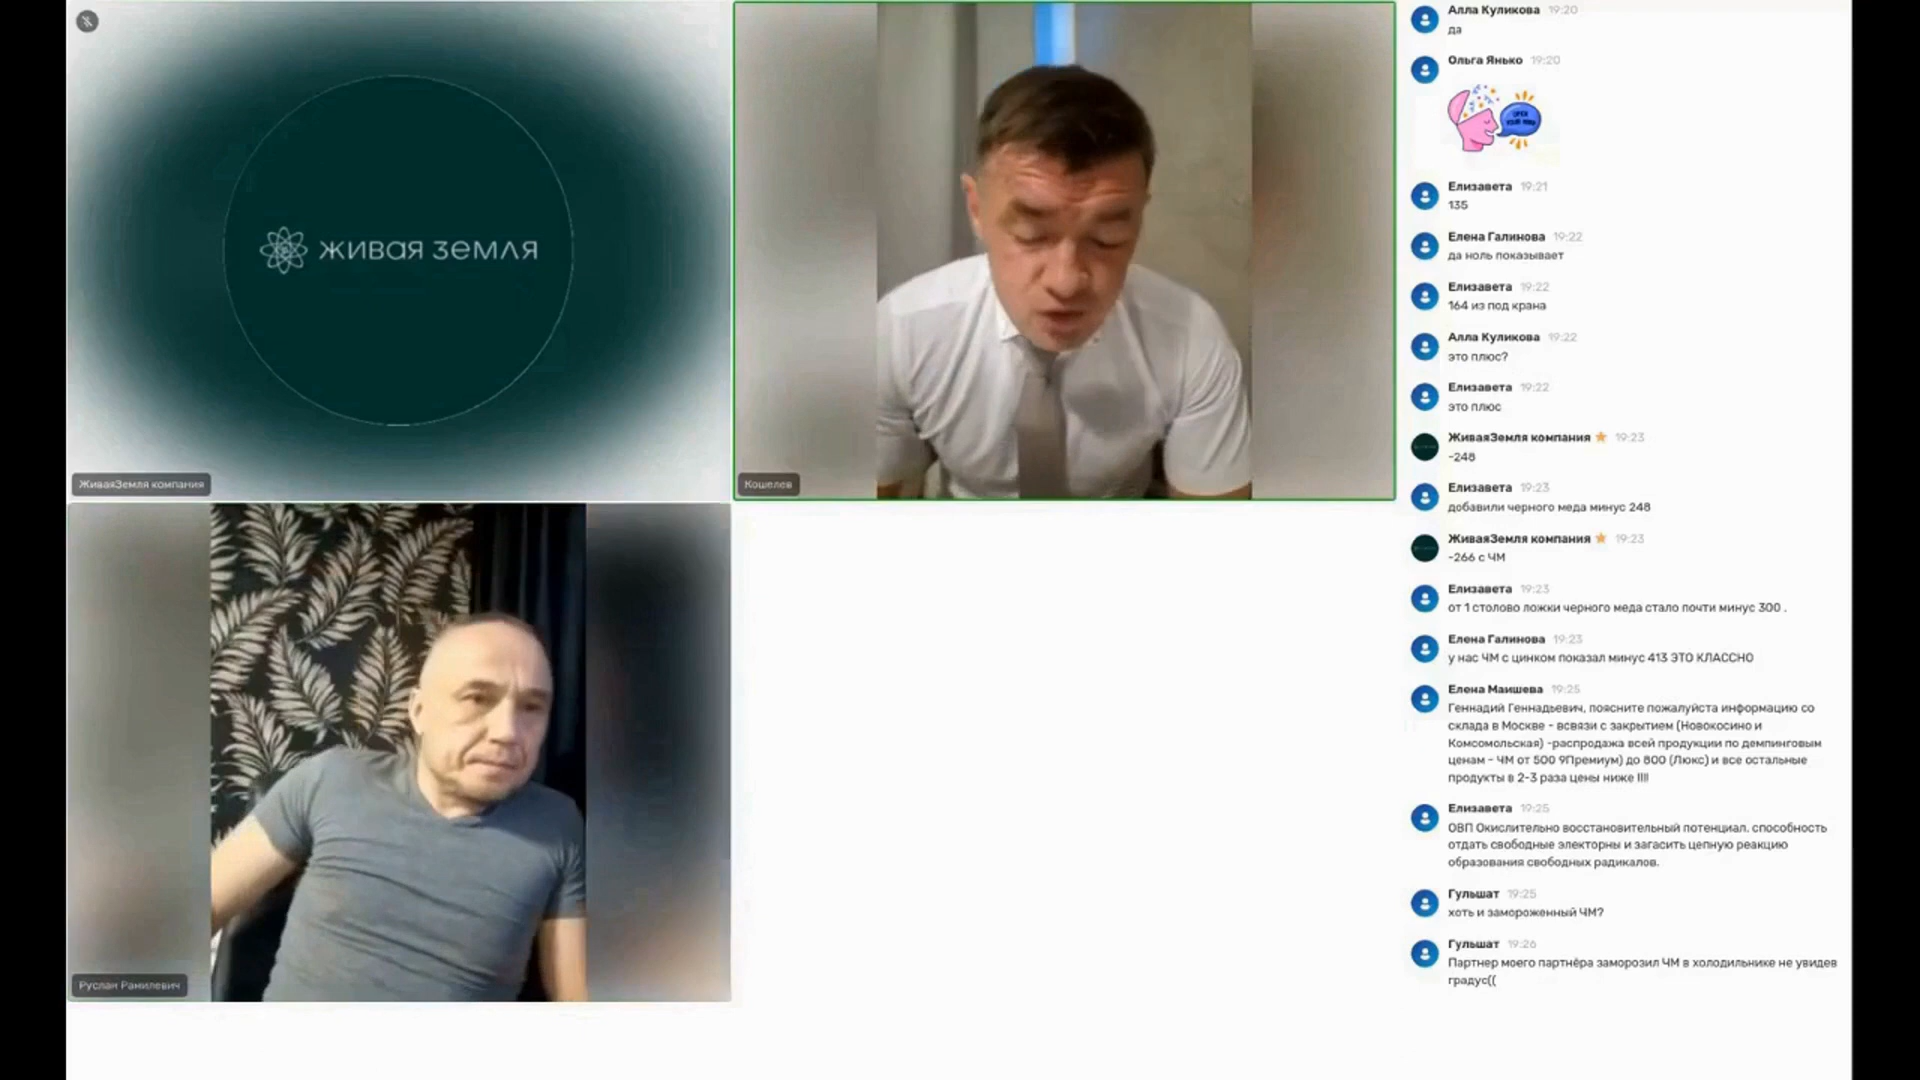 живая земля
ЖиваяЗемля компания
Кошелев
Руслан Рамилевич
Алла Куликова 19:20
да
Ольга Янько 19:20
OPEN
YOUR MIND
Елизавета 19:21
135
Елена Галинова 19:22
да ноль показывает
Елизавета 19:22
164 из под крана
Алла Куликова 19:22
это плюс?
Елизавета 19:22
это плюс
ЖиваяЗемля компания 19:23
-248
Елизавета 19:23
добавили черного меда минус 248
ЖиваяЗемля компания 19:23
-266 с ЧМ
Елизавета 19:23
от 1 столово ложки черного меда стало почти минус 300 .
Елена Галинова 19:23
у нас ЧМ с цинком показал минус 413 ЭТО КЛАССНО
Елена Маишева 19:25
Геннадий Геннадьевич, поясните пожалуйста информацию со
склада в Москве - всвязи с закрытием (Новокосино и
Комсомольская) -распродажа всей продукции по демпинговым
ценам - ЧМ от 500 9Премиум) до 800 (Люкс) и все остальные
продукты в 2-3 раза цены ниже !!!!
Елизавета 19:25
ОВП Окислительно восстановительный потенциал. способность
отдать свободные электорны и загасить цепную реакцию
образования свободных радикалов.
Гульшат 19:25
хоть и замороженный ЧМ?
Гульшат 19:26
Партнер моего партнёра заморозил ЧМ в холодильнике не увидев
градус((